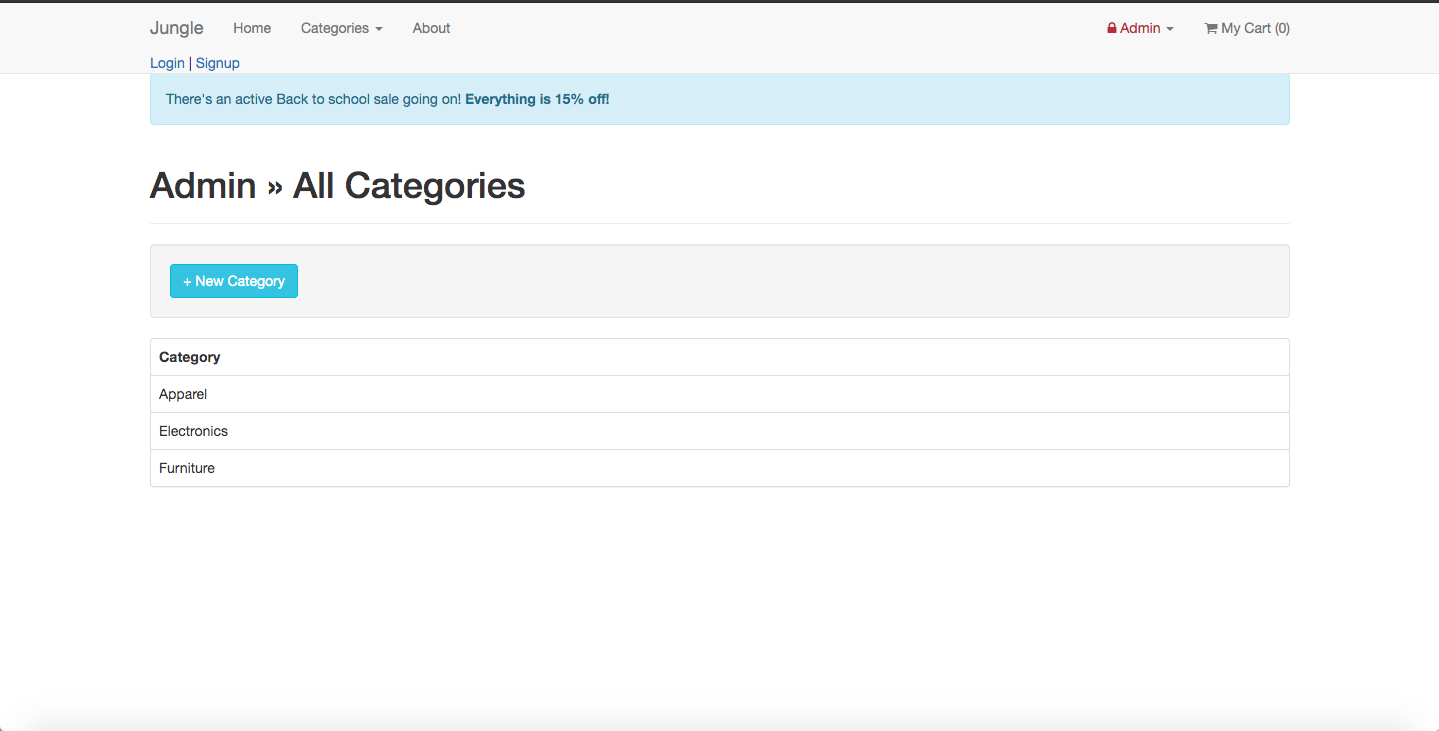 Jungle Home Categories About Admin My Cart (0)
Login | Signup
There's an active Back to school sale going on! Everything is 15% off!
Admin » All Categories
+ New Category
Category
Apparel
Electronics
Furniture